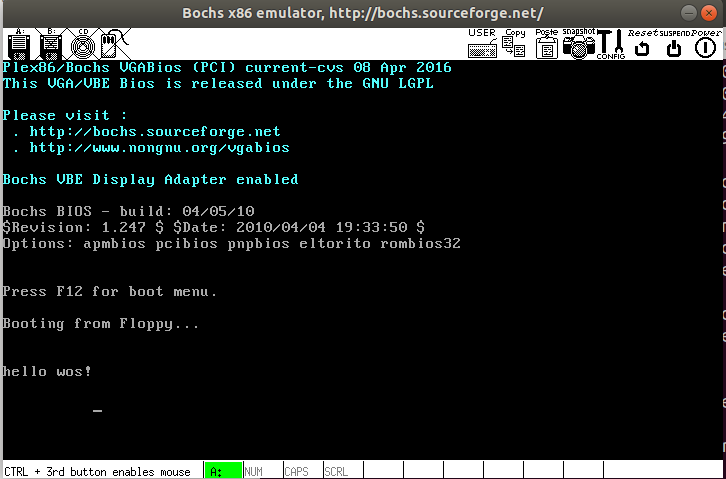 Bochs x86 emulator, http://bochs.sourceforge.net/
A: B: CD USER Copy Paste snapshot CONFIG Reset SUSPEND Power
Plex86/Bochs VGABios (PCI) current-cvs 08 Apr 2016
This VGA/VBE Bios is released under the GNU LGPL
Please visit :
. http://bochs.sourceforge.net
. http://www.nongnu.org/vgabios
Bochs VBE Display Adapter enabled
Bochs BIOS - build: 04/05/10
$Revision: 1.247 $ $Date: 2010/04/04 19:33:50 $
Options: apmbios pcibios pnpbios eltorito rombios32
Press F12 for boot menu.
Booting from Floppy...
hello wos!
_
CTRL + 3rd button enables mouse A: NUM CAPS SCRL